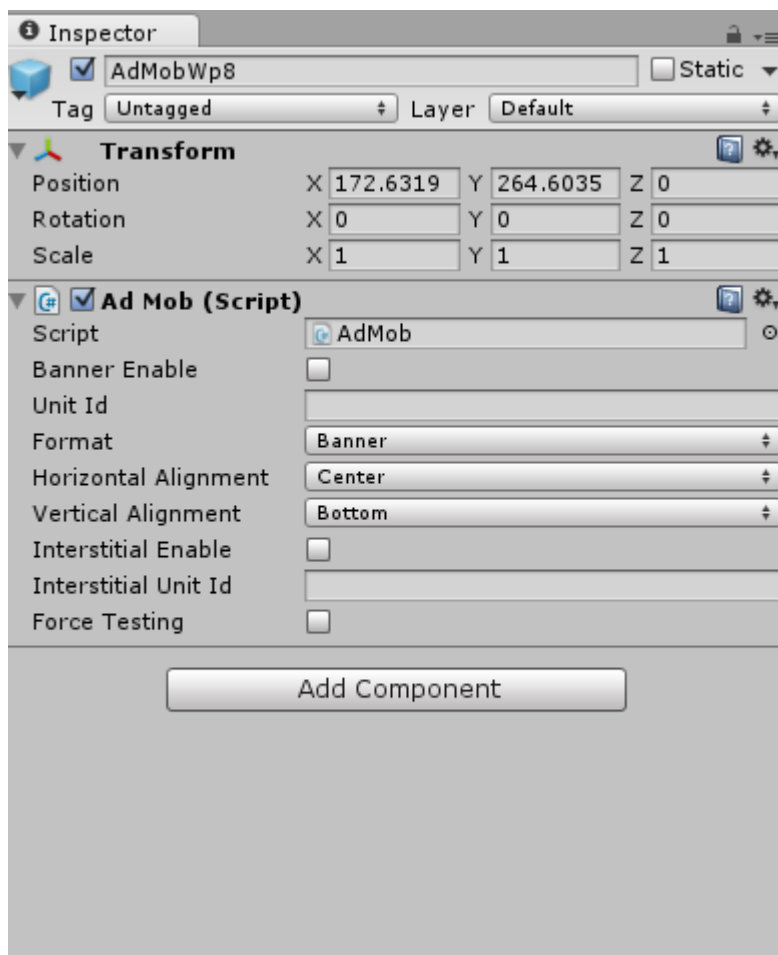 Inspector
AdMobWp8 Static
Tag Untagged Layer Default
Transform
Position X 172.6319 Y 264.6035 Z 0
Rotation X 0 Y 0 Z 0
Scale X 1 Y 1 Z 1
Ad Mob (Script)
Script AdMob
Banner Enable
Unit Id
Format Banner
Horizontal Alignment Center
Vertical Alignment Bottom
Interstitial Enable
Interstitial Unit Id
Force Testing
Add Component